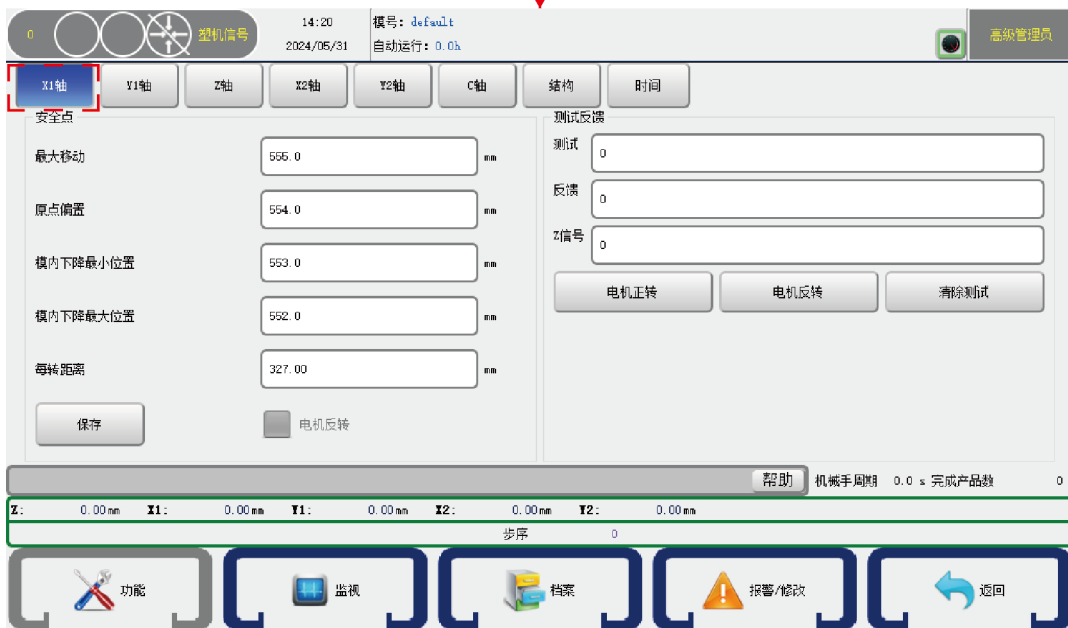 0 塑机信号 14:20 模号: default 高级管理员
2024/05/31 自动运行: 0.0h
X1轴 Y1轴 Z轴 X2轴 Y2轴 C轴 结构 时间
安全点 测试反馈
最大移动 555.0 mm 测试 0
原点偏置 554.0 mm 反馈 0
模内下降最小位置 553.0 mm Z信号 0
电机正转 电机反转 清除测试
模内下降最大位置 552.0 mm
每转距离 327.00 mm
保存 电机反转
帮助 机械手周期 0.0 s 完成产品数 0
Z: 0.00mm X1: 0.00mm Y1: 0.00mm X2: 0.00mm Y2: 0.00mm
步序 0
功能 监视 档案 报警/修改 返回